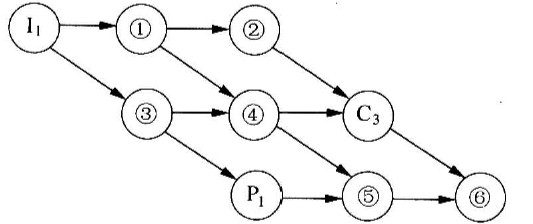 I₁ ① ②
③ ④ C₃
P₁ ⑤ ⑥